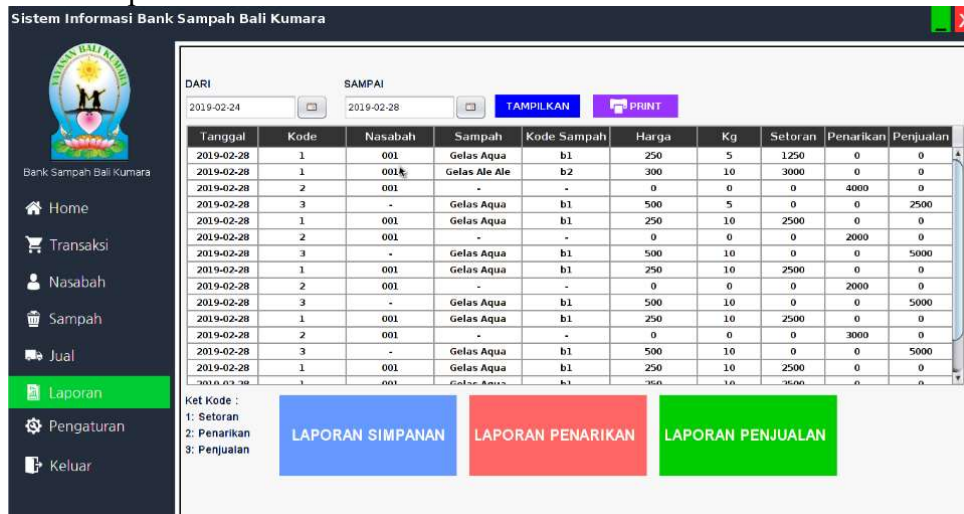 Sistem Informasi Bank Sampah Bali Kumara
YAYASAN BALI KUMARA
Bank Sampah Bali Kumara
Home
Transaksi
Nasabah
Sampah
Jual
Laporan
Pengaturan
Keluar
DARI SAMPAI
2019-02-24 2019-02-28 TAMPILKAN PRINT
Tanggal Kode Nasabah Sampah Kode Sampah Harga Kg Setoran Penarikan Penjualan
2019-02-28 1 001 Gelas Aqua b1 250 5 1250 0 0
2019-02-28 1 001 Gelas Ale Ale b2 300 10 3000 0 0
2019-02-28 2 001 - - 0 0 0 4000 0
2019-02-28 3 - Gelas Aqua b1 500 5 0 0 2500
2019-02-28 1 001 Gelas Aqua b1 250 10 2500 0 0
2019-02-28 2 001 - - 0 0 0 2000 0
2019-02-28 3 - Gelas Aqua b1 500 10 0 0 5000
2019-02-28 1 001 Gelas Aqua b1 250 10 2500 0 0
2019-02-28 2 001 - - 0 0 0 2000 0
2019-02-28 3 - Gelas Aqua b1 500 10 0 0 5000
2019-02-28 1 001 Gelas Aqua b1 250 10 2500 0 0
2019-02-28 2 001 - - 0 0 0 3000 0
2019-02-28 3 - Gelas Aqua b1 500 10 0 0 5000
2019-02-28 1 001 Gelas Aqua b1 250 10 2500 0 0
Ket Kode :
1: Setoran
2: Penarikan
3: Penjualan
LAPORAN SIMPANAN LAPORAN PENARIKAN LAPORAN PENJUALAN